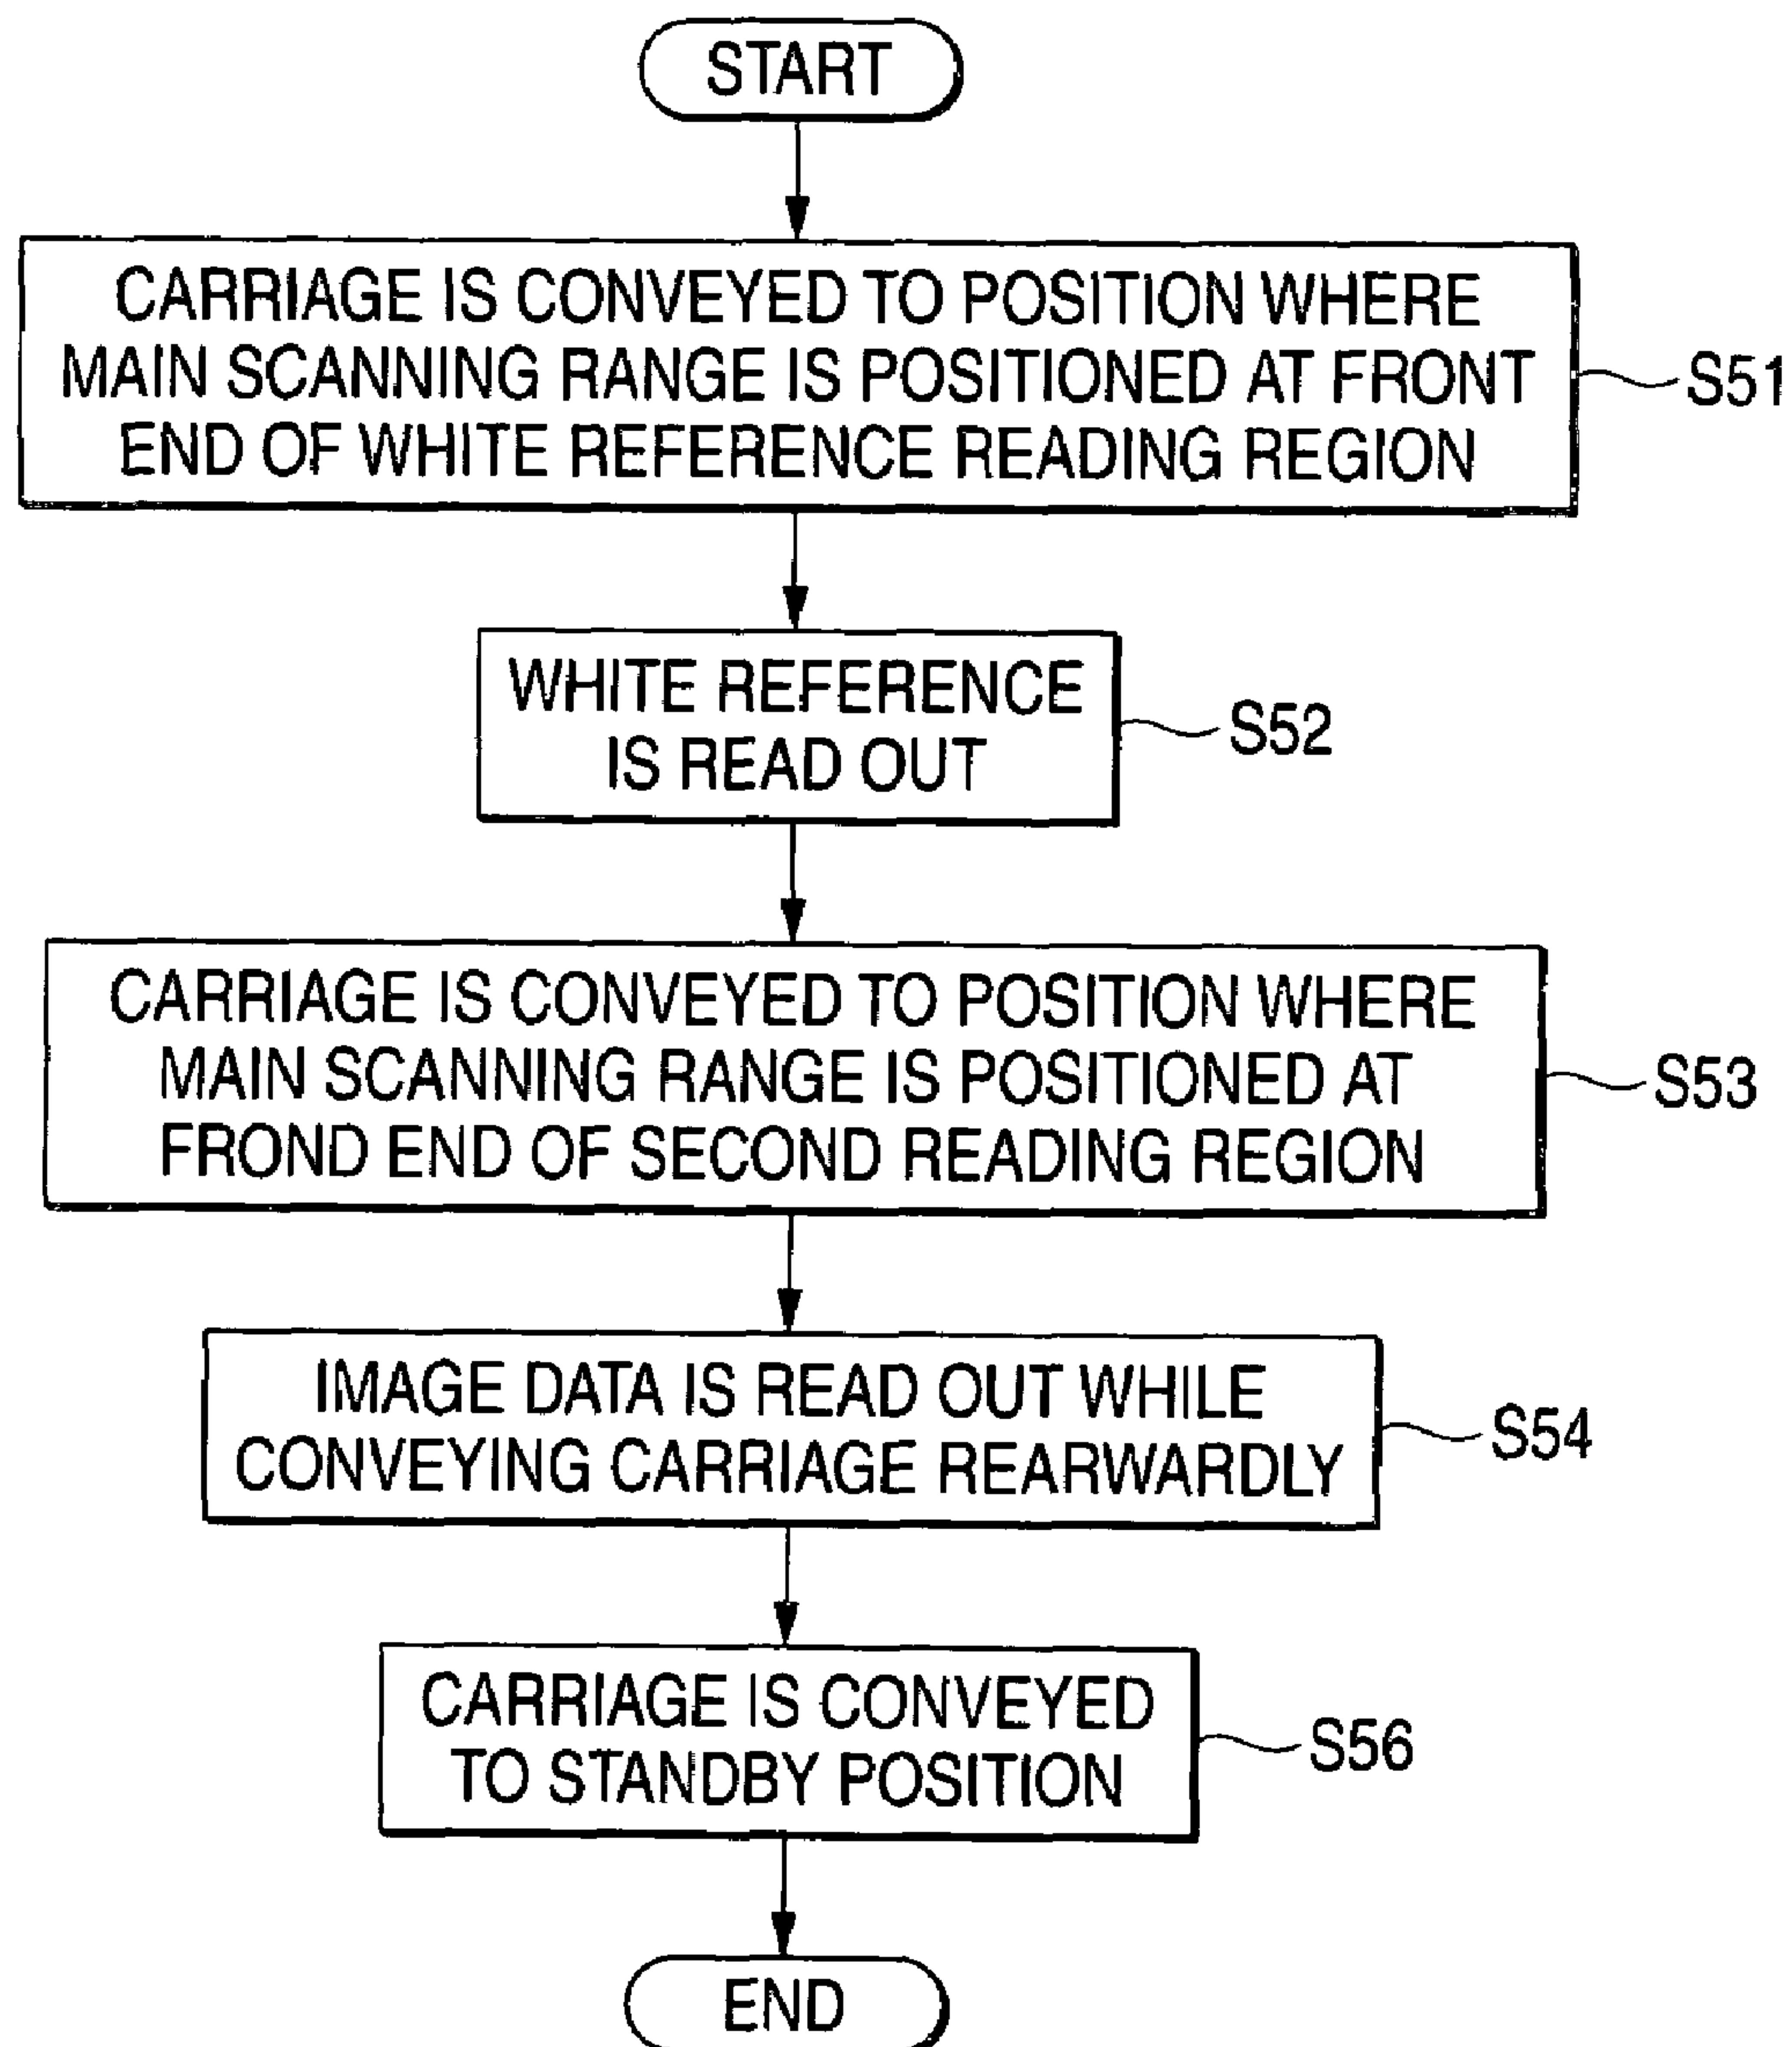 START
CARRIAGE IS CONVEYED TO POSITION WHERE
MAIN SCANNING RANGE IS POSITIONED AT FRONT
END OF WHITE REFERENCE READING REGION
S51
WHITE REFERENCE
IS READ OUT
S52
CARRIAGE IS CONVEYED TO POSITION WHERE
MAIN SCANNING RANGE IS POSITIONED AT
FROND END OF SECOND READING REGION
S53
IMAGE DATA IS READ OUT WHILE
CONVEYING CARRIAGE REARWARDLY
S54
CARRIAGE IS CONVEYED
TO STANDBY POSITION
S56
END